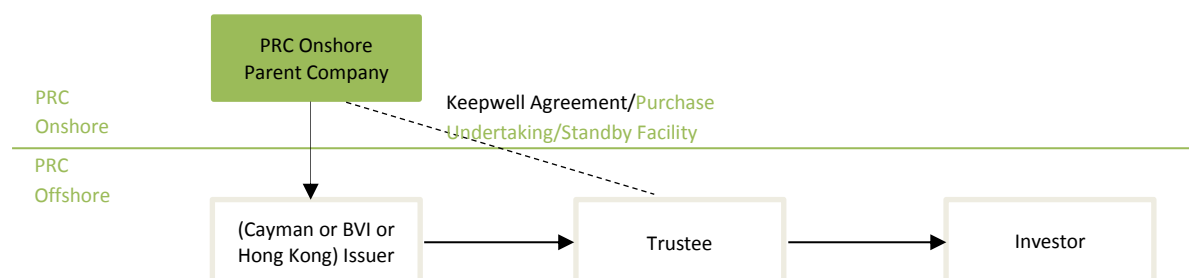 PRC Onshore
Parent Company
PRC
Onshore
Keepwell Agreement/Purchase
Undertaking/Standby Facility
PRC
Offshore
(Cayman or BVI or
Hong Kong) Issuer
Trustee
Investor